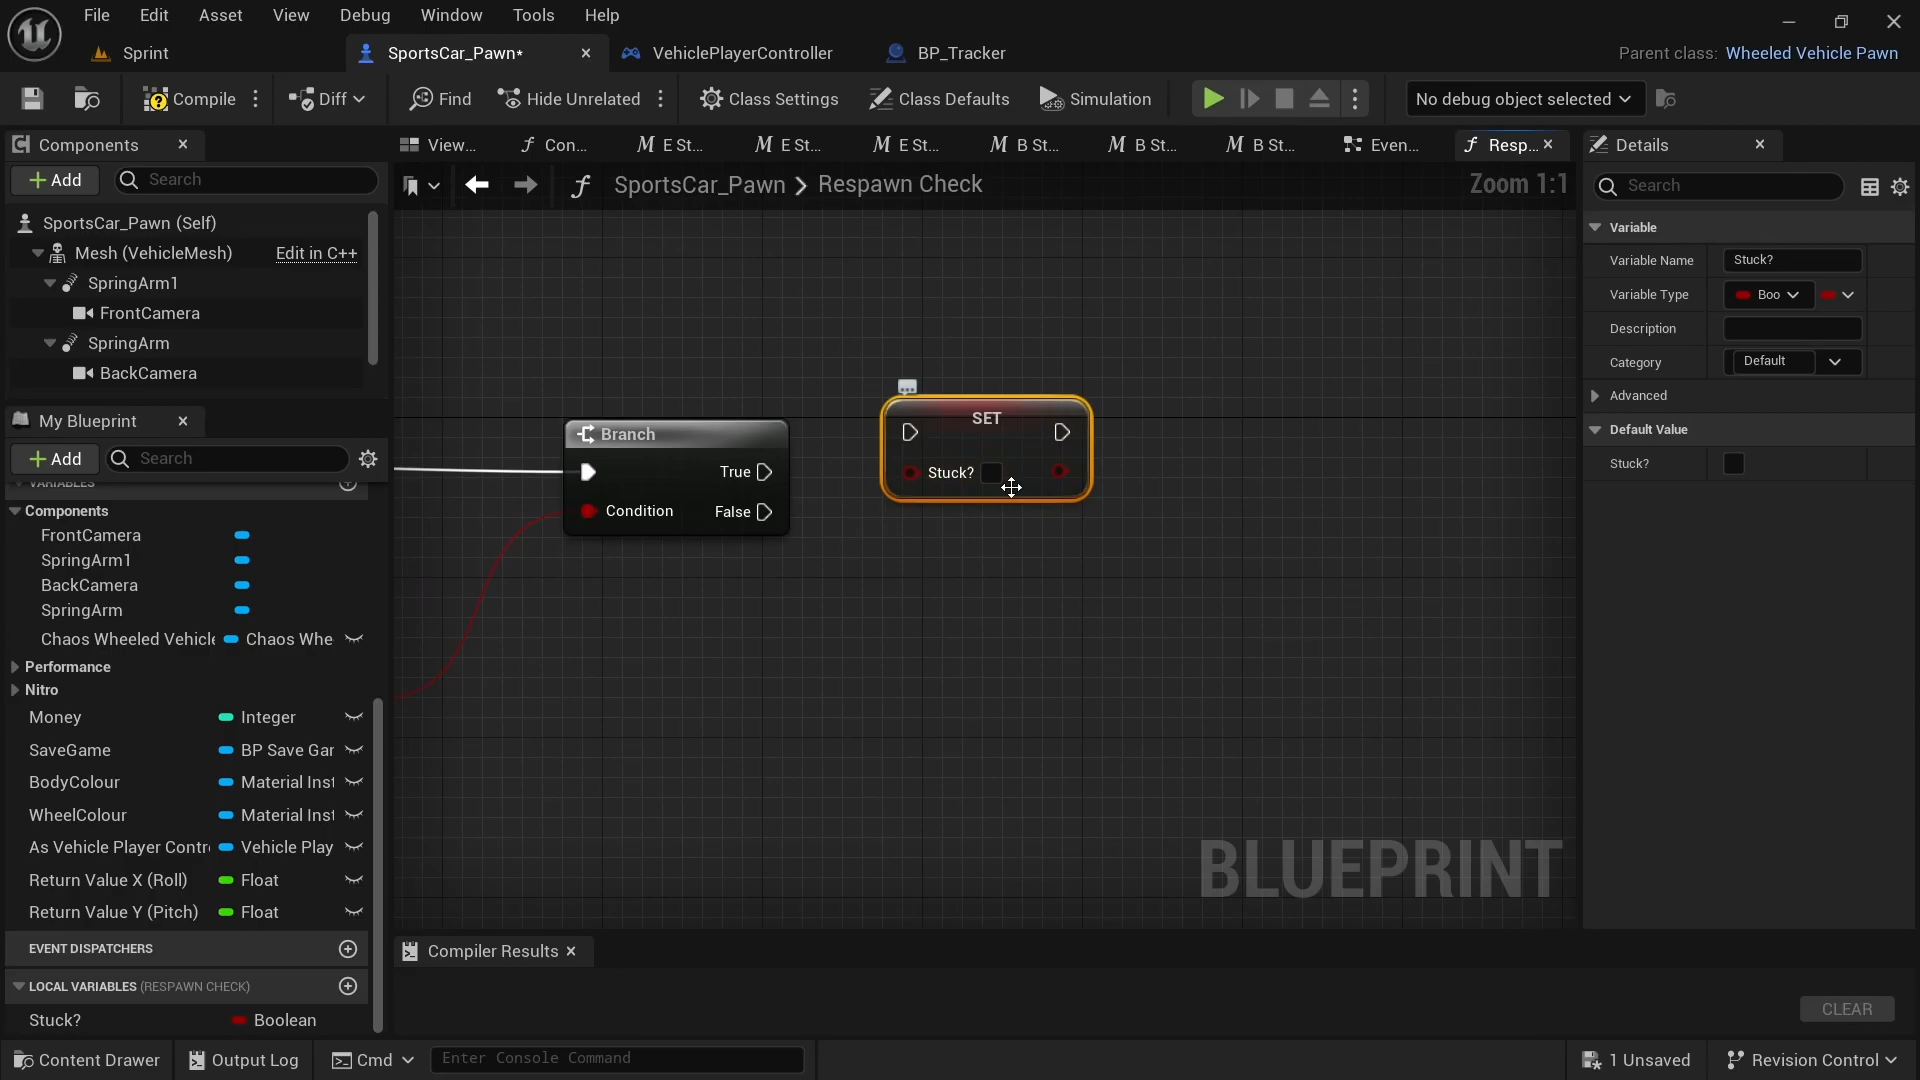 File Edit Asset View Debug Window Tools Help
Sprint SportsCar_Pawn* VehiclePlayerController BP_Tracker Parent class: Wheeled Vehicle Pawn
Compile Diff Find Hide Unrelated Class Settings Class Defaults Simulation No debug object selected
Components
View... Con... E St... E St... E St... B St... B St... B St... Even... Resp...
Details
Add Search
SportsCar_Pawn > Respawn Check Zoom 1:1
Search
SportsCar_Pawn (Self)
Mesh (VehicleMesh) Edit in C++
SpringArm1
FrontCamera
SpringArm
BackCamera
Variable
Variable Name Stuck?
Variable Type Boo
Description
Category Default
Advanced
Default Value
Stuck?
My Blueprint
Add Search
VARIABLES
Components
FrontCamera
SpringArm1
BackCamera
SpringArm
Chaos Wheeled Vehicle Chaos Whe
Performance
Nitro
Money Integer
SaveGame BP Save Gar
BodyColour Material Inst
WheelColour Material Inst
As Vehicle Player Contr Vehicle Play
Return Value X (Roll) Float
Return Value Y (Pitch) Float
EVENT DISPATCHERS
LOCAL VARIABLES (RESPAWN CHECK)
Stuck? Boolean
Branch
True
Condition False
SET
Stuck?
BLUEPRINT
Compiler Results
CLEAR
Content Drawer Output Log Cmd Enter Console Command 1 Unsaved Revision Control